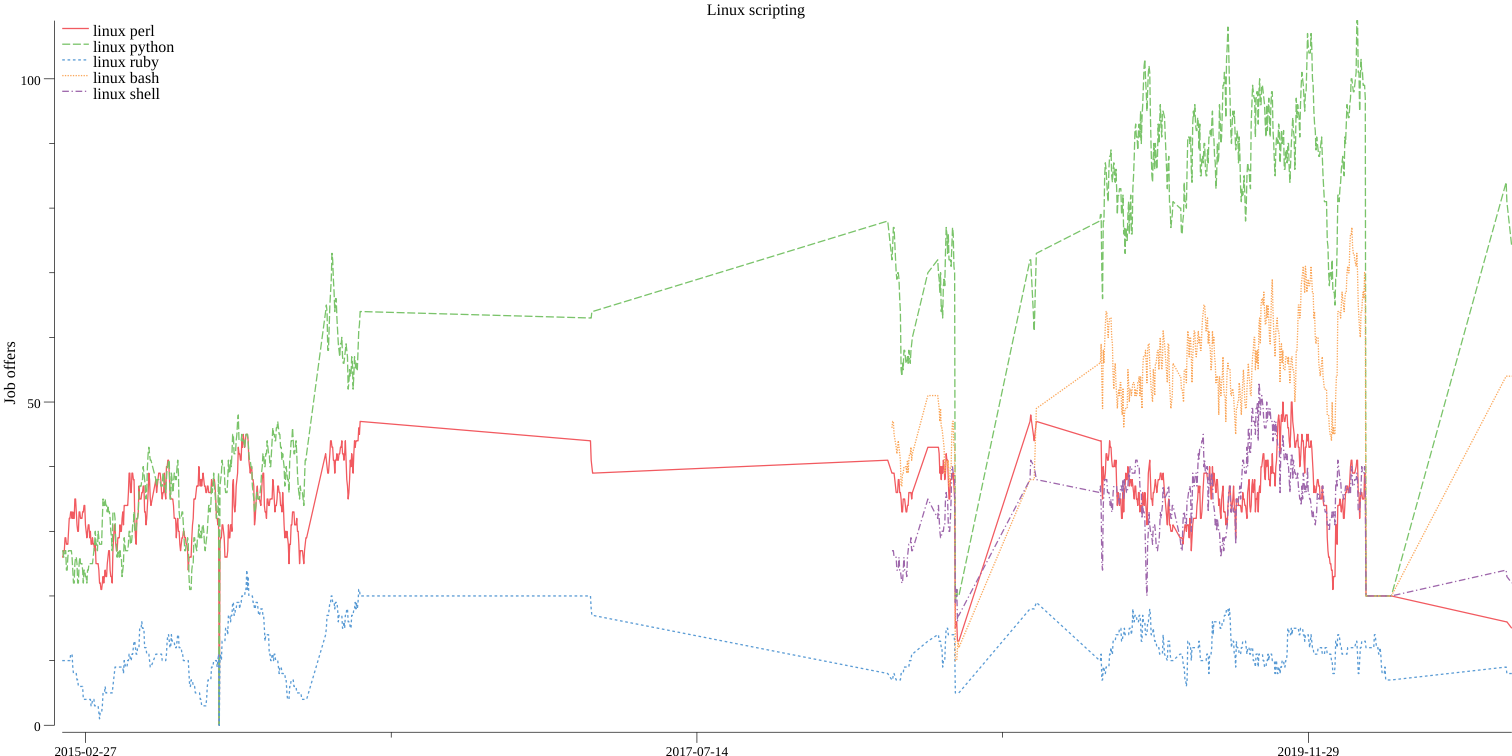 Linux scripting
linux perl
linux python
linux ruby
linux bash
linux shell
100
50
0
Job offers
2015-02-27
2017-07-14
2019-11-29